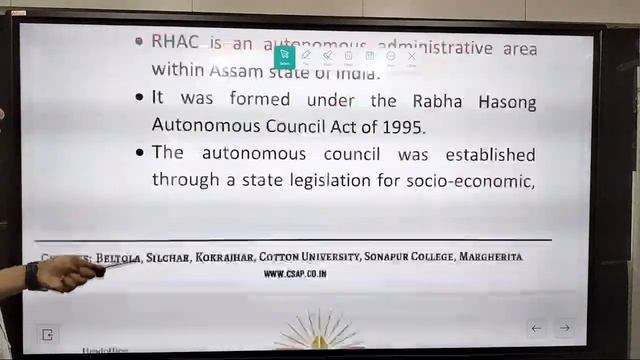 • RHAC is an autonomous administrative area
within Assam state of India.
• It was formed under the Rabha Hasong
Autonomous Council Act of 1995.
• The autonomous council was established
through a state legislation for socio-economic,
BELTOLA, SILCHAR, KOKRAJHAR, COTTON UNIVERSITY, SONAPUR COLLEGE, MARGHERITA
WWW.CSAP.CO.IN
Headoffice